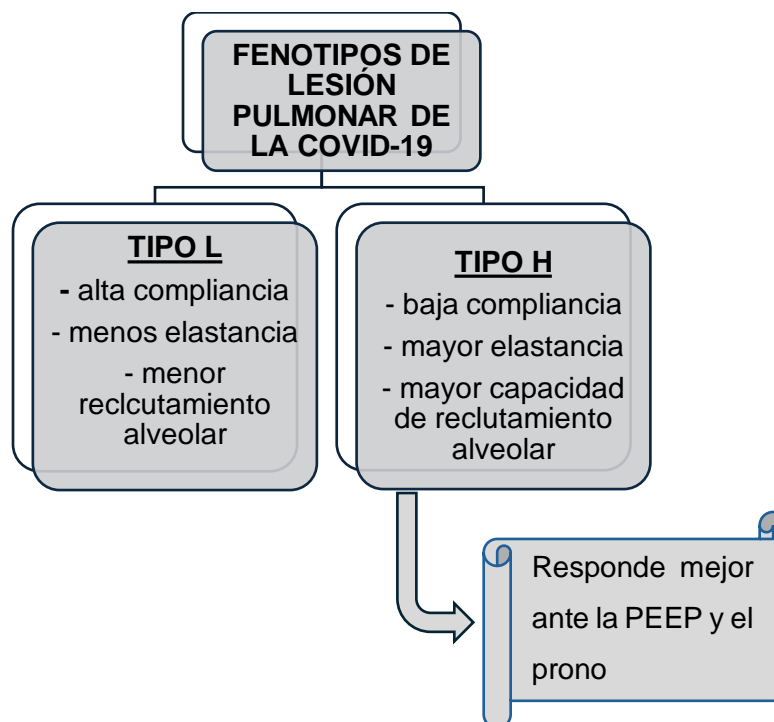 FENOTIPOS DE
LESIÓN
PULMONAR DE
LA COVID-19
TIPO L
- alta compliancia
- menos elastancia
- menor
reclcutamiento
alveolar
TIPO H
- baja compliancia
- mayor elastancia
- mayor capacidad
de reclutamiento
alveolar
Responde mejor
ante la PEEP y el
prono